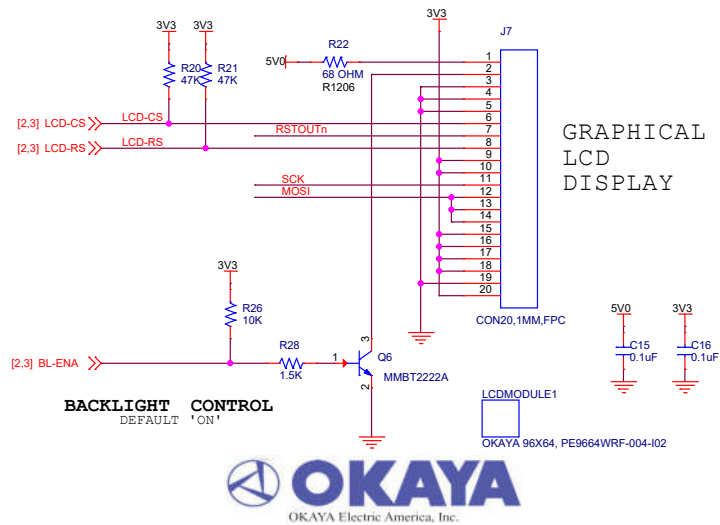 3V3 3V3 3V3
J7
R20 47K
R21 47K
5V0
R22
68 OHM
R1206
1
2
3
4
5
6
7
8
9
10
11
12
13
14
15
16
17
18
19
20
[2,3] LCD-CS LCD-CS
RSTOUTn
[2,3] LCD-RS LCD-RS
SCK
MOSI
GRAPHICAL
LCD
DISPLAY
CON20,1MM,FPC
3V3
R26
10K
R28
1.5K
[2,3] BL-ENA
1
3
2
Q6
MMBT2222A
BACKLIGHT CONTROL
DEFAULT 'ON'
5V0
C15
0.1uF
3V3
C16
0.1uF
LCDMODULE1
OKAYA 96X64, PE9664WRF-004-I02
OKAYA
OKAYA Electric America, Inc.